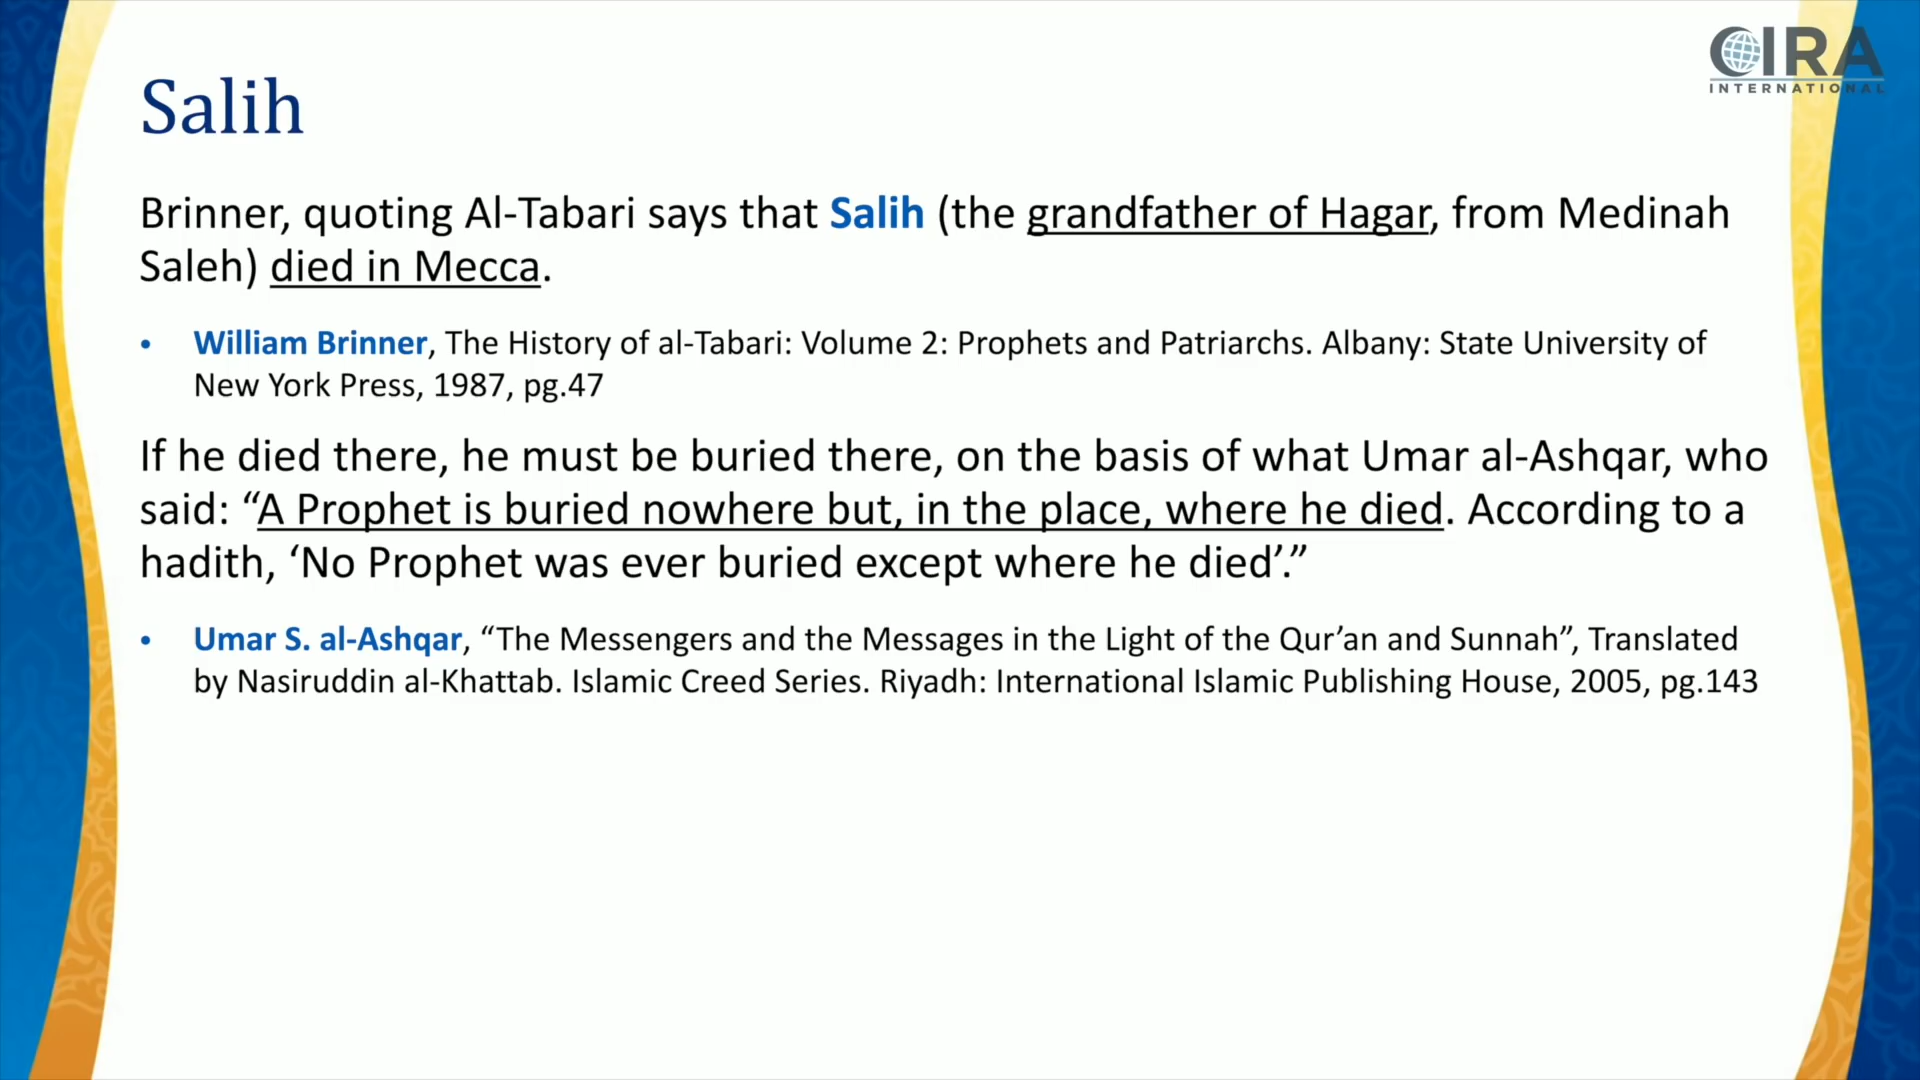 CIRA
INTERNATIONAL
Salih
Brinner, quoting Al-Tabari says that Salih (the grandfather of Hagar, from Medinah
Saleh) died in Mecca.
• William Brinner, The History of al-Tabari: Volume 2: Prophets and Patriarchs. Albany: State University of
New York Press, 1987, pg.47
If he died there, he must be buried there, on the basis of what Umar al-Ashqar, who
said: “A Prophet is buried nowhere but, in the place, where he died. According to a
hadith, ‘No Prophet was ever buried except where he died’.”
• Umar S. al-Ashqar, “The Messengers and the Messages in the Light of the Qur’an and Sunnah”, Translated
by Nasiruddin al-Khattab. Islamic Creed Series. Riyadh: International Islamic Publishing House, 2005, pg.143